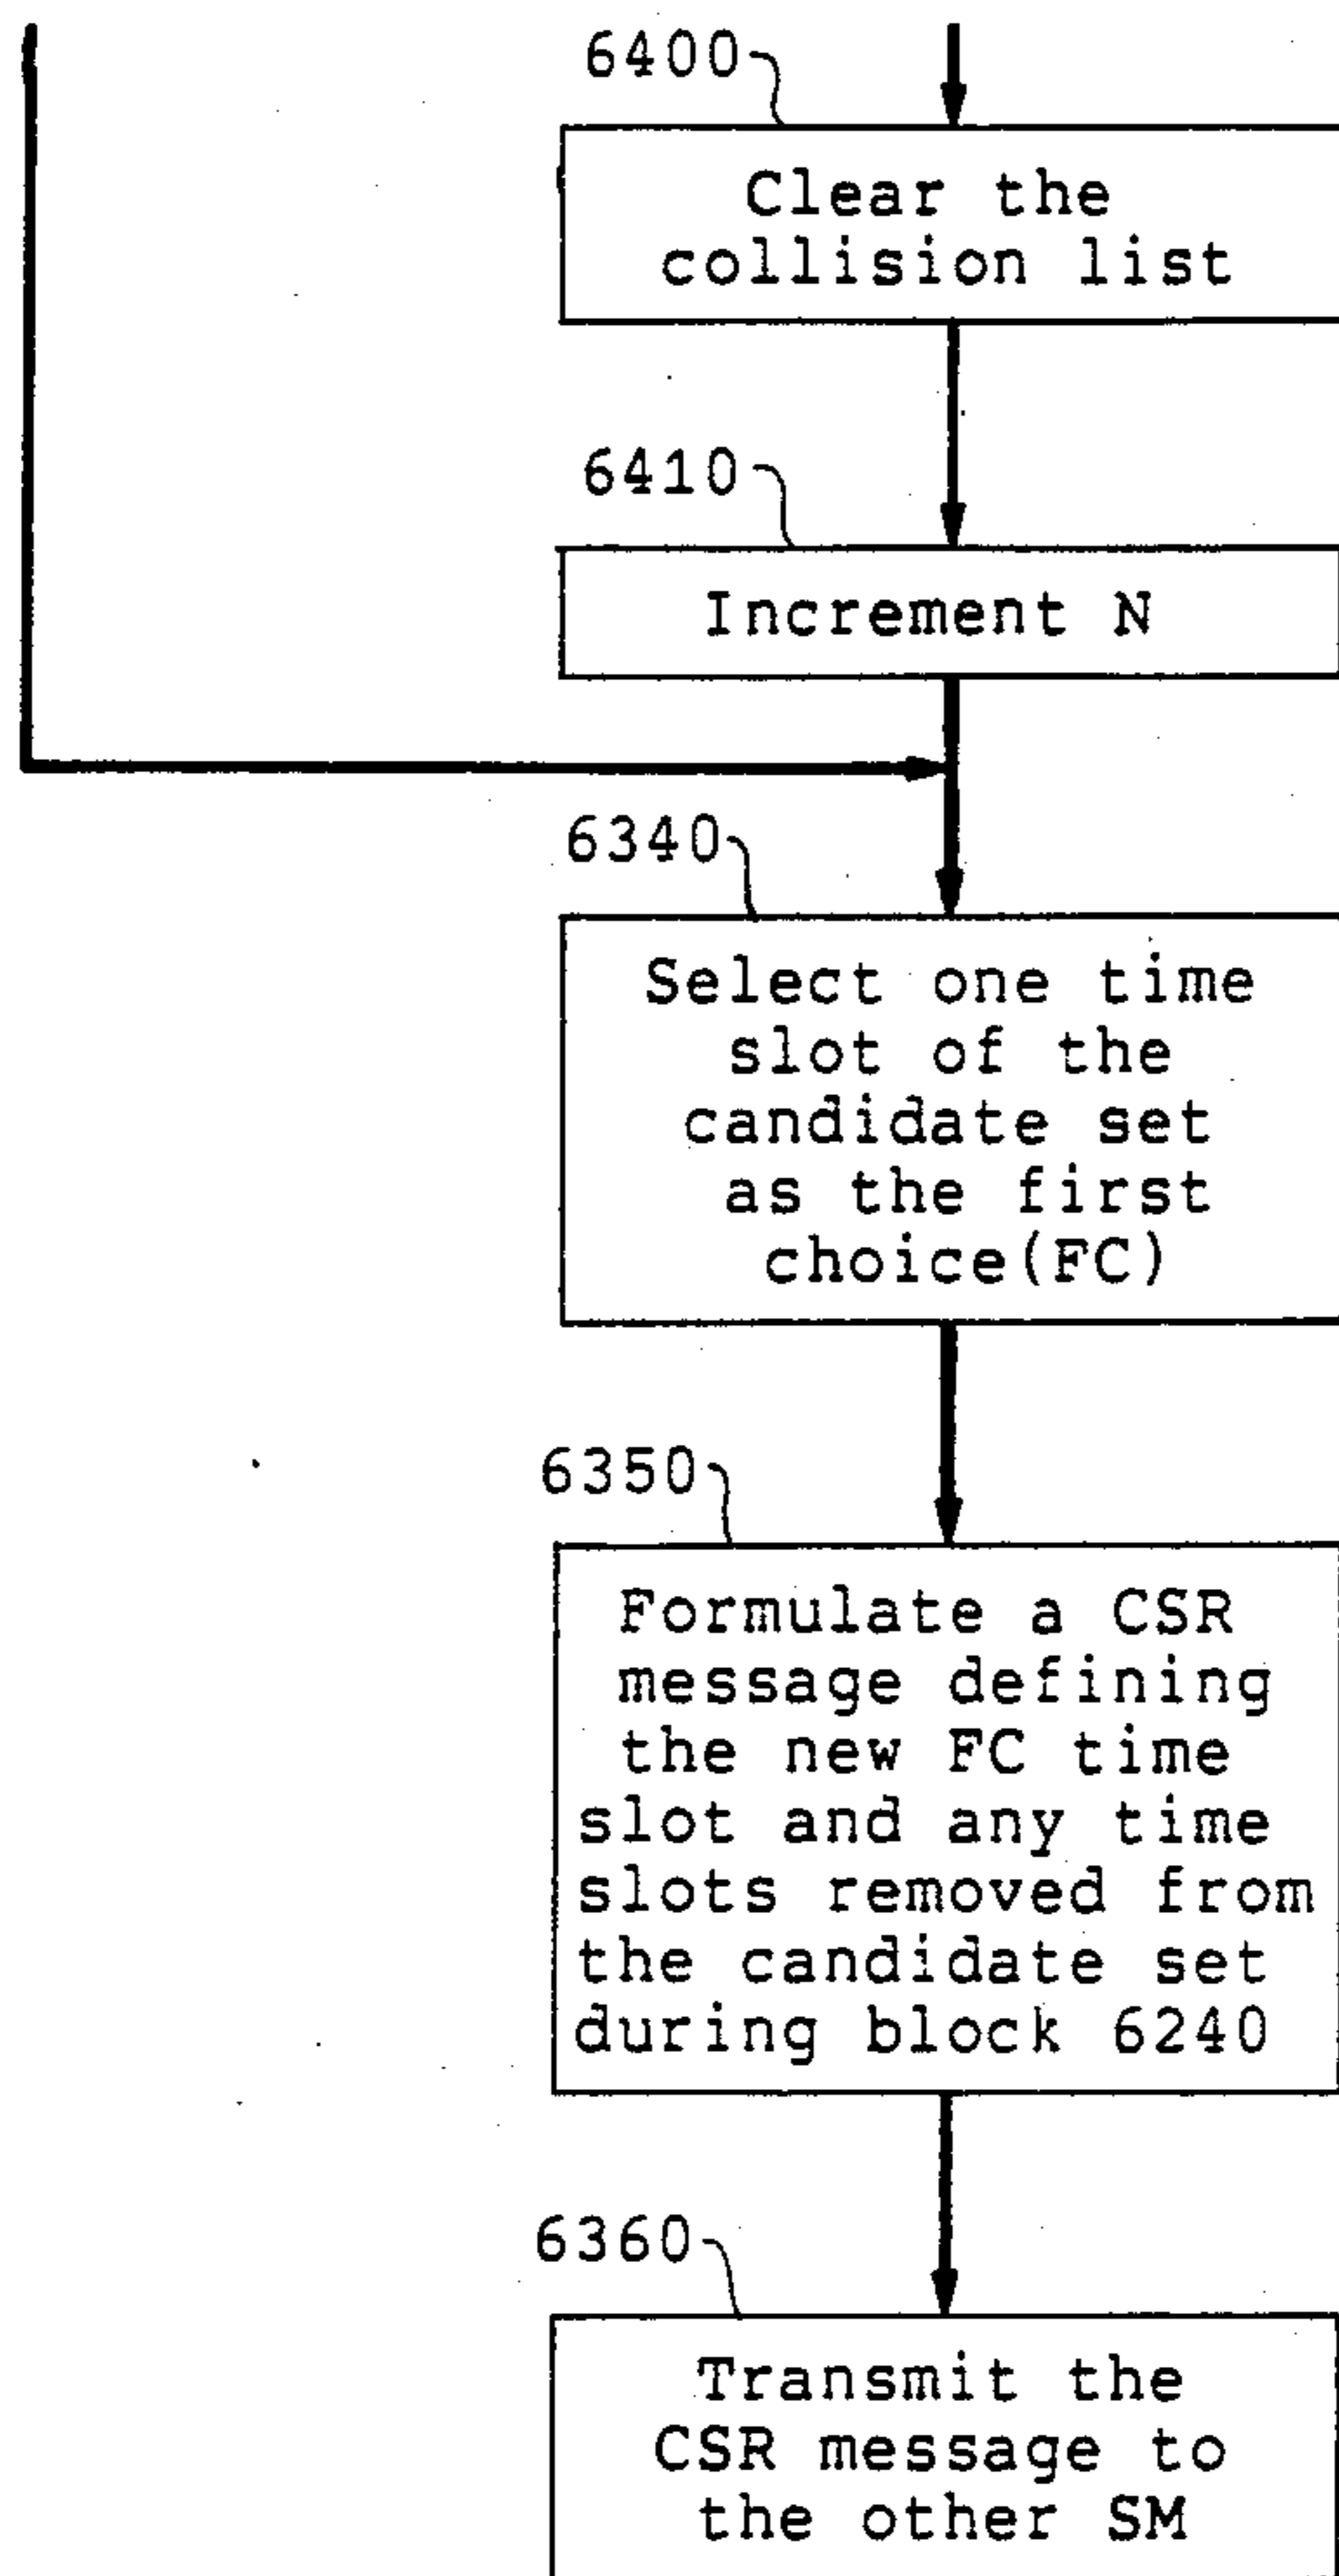 6400
Clear the
collision list
6410
Increment N
6340
Select one time
slot of the
candidate set
as the first
choice(FC)
6350
Formulate a CSR
message defining
the new FC time
slot and any time
slots removed from
the candidate set
during block 6240
6360
Transmit the
CSR message to
the other SM